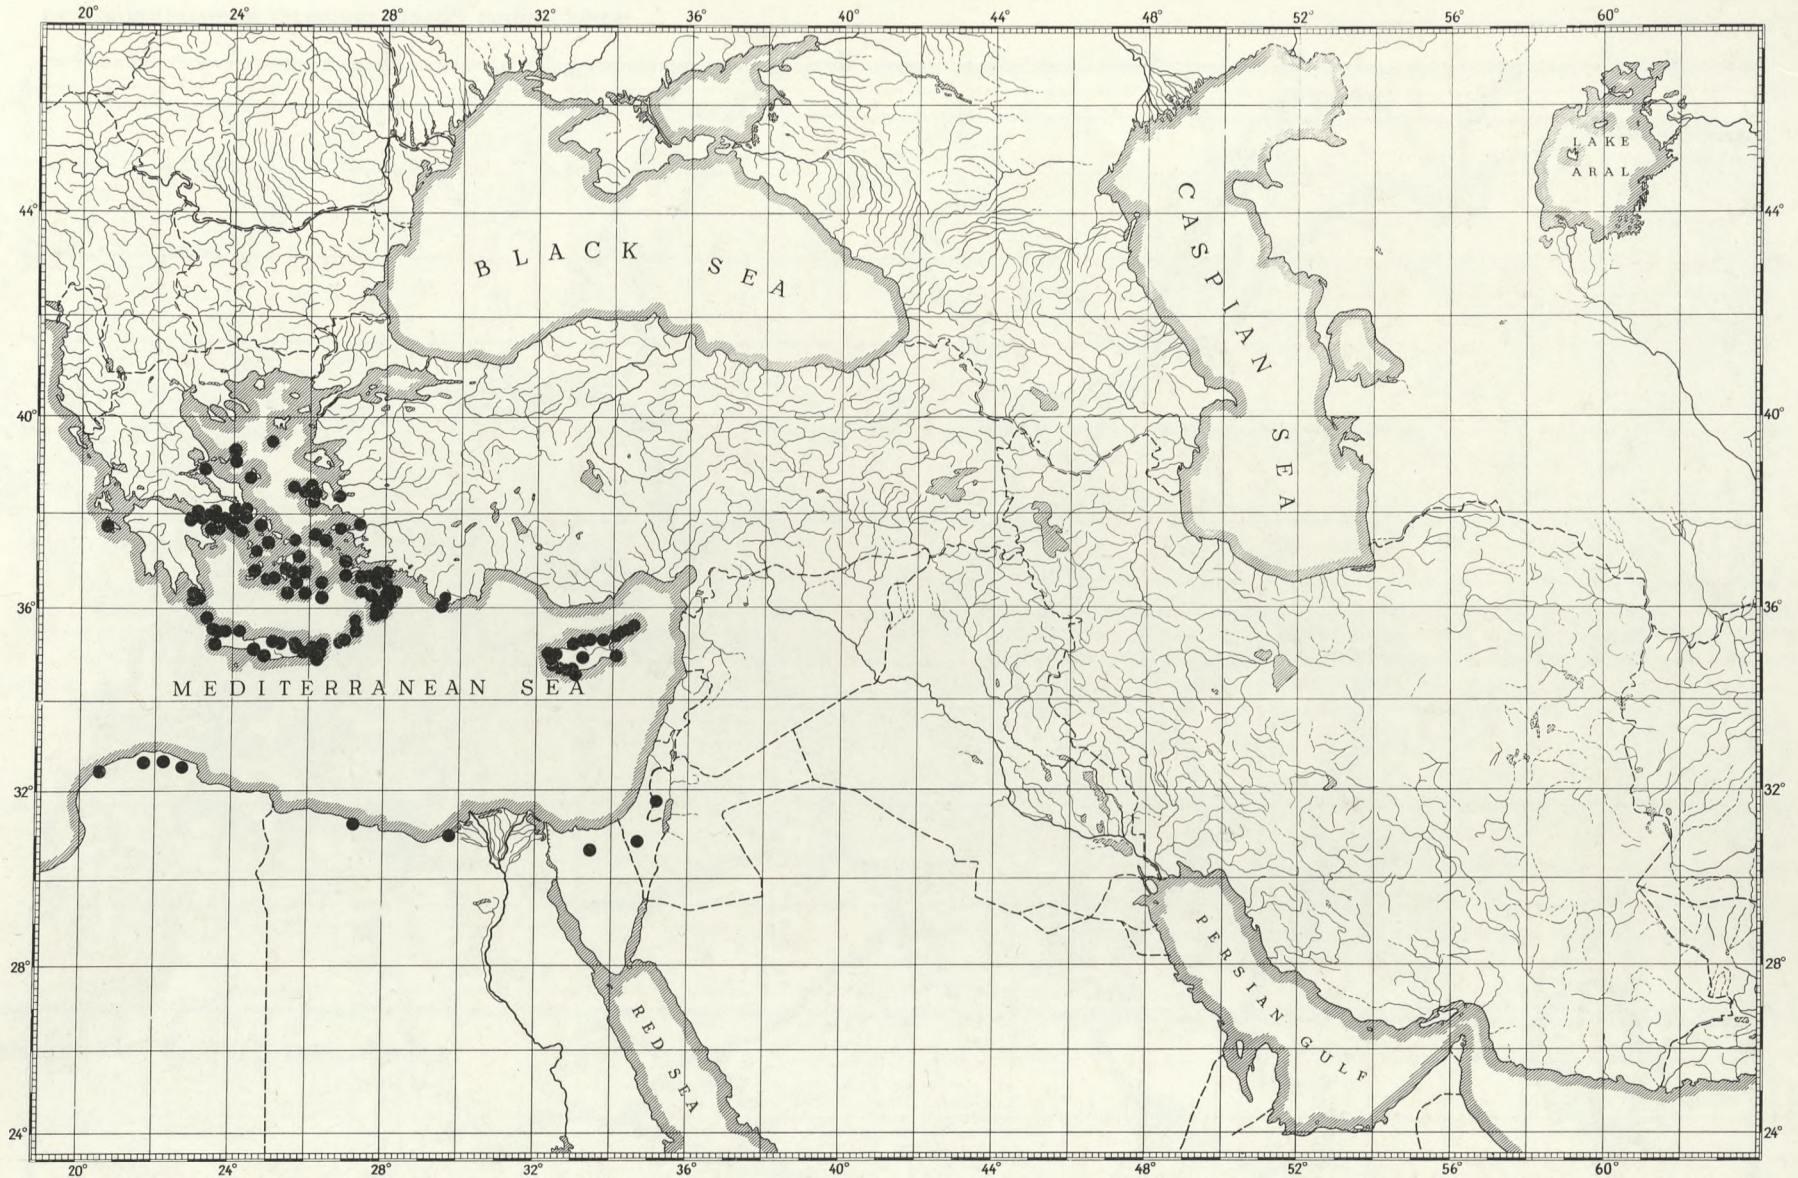 20° 24° 28° 32° 36° 40° 44° 48° 52° 56° 60°
LAKE
ARAL
44° 44°
CASPIAN SEA
BLACK SEA
40° 40°
36° 36°
MEDITERRANEAN SEA
32° 32°
PERSIAN GULF
28° 28°
RED SEA
24° 24°
20° 24° 28° 32° 36° 40° 44° 48° 52° 56° 60°